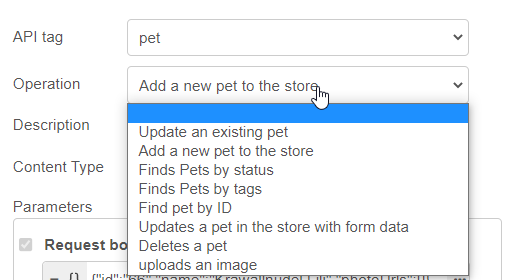 API tag
pet
Operation
Add a new pet to the store
Description
Update an existing pet
Add a new pet to the store
Content Type
Finds Pets by status
Finds Pets by tags
Find pet by ID
Parameters
Updates a pet in the store with form data
Request bo
Deletes a pet
uploads an image